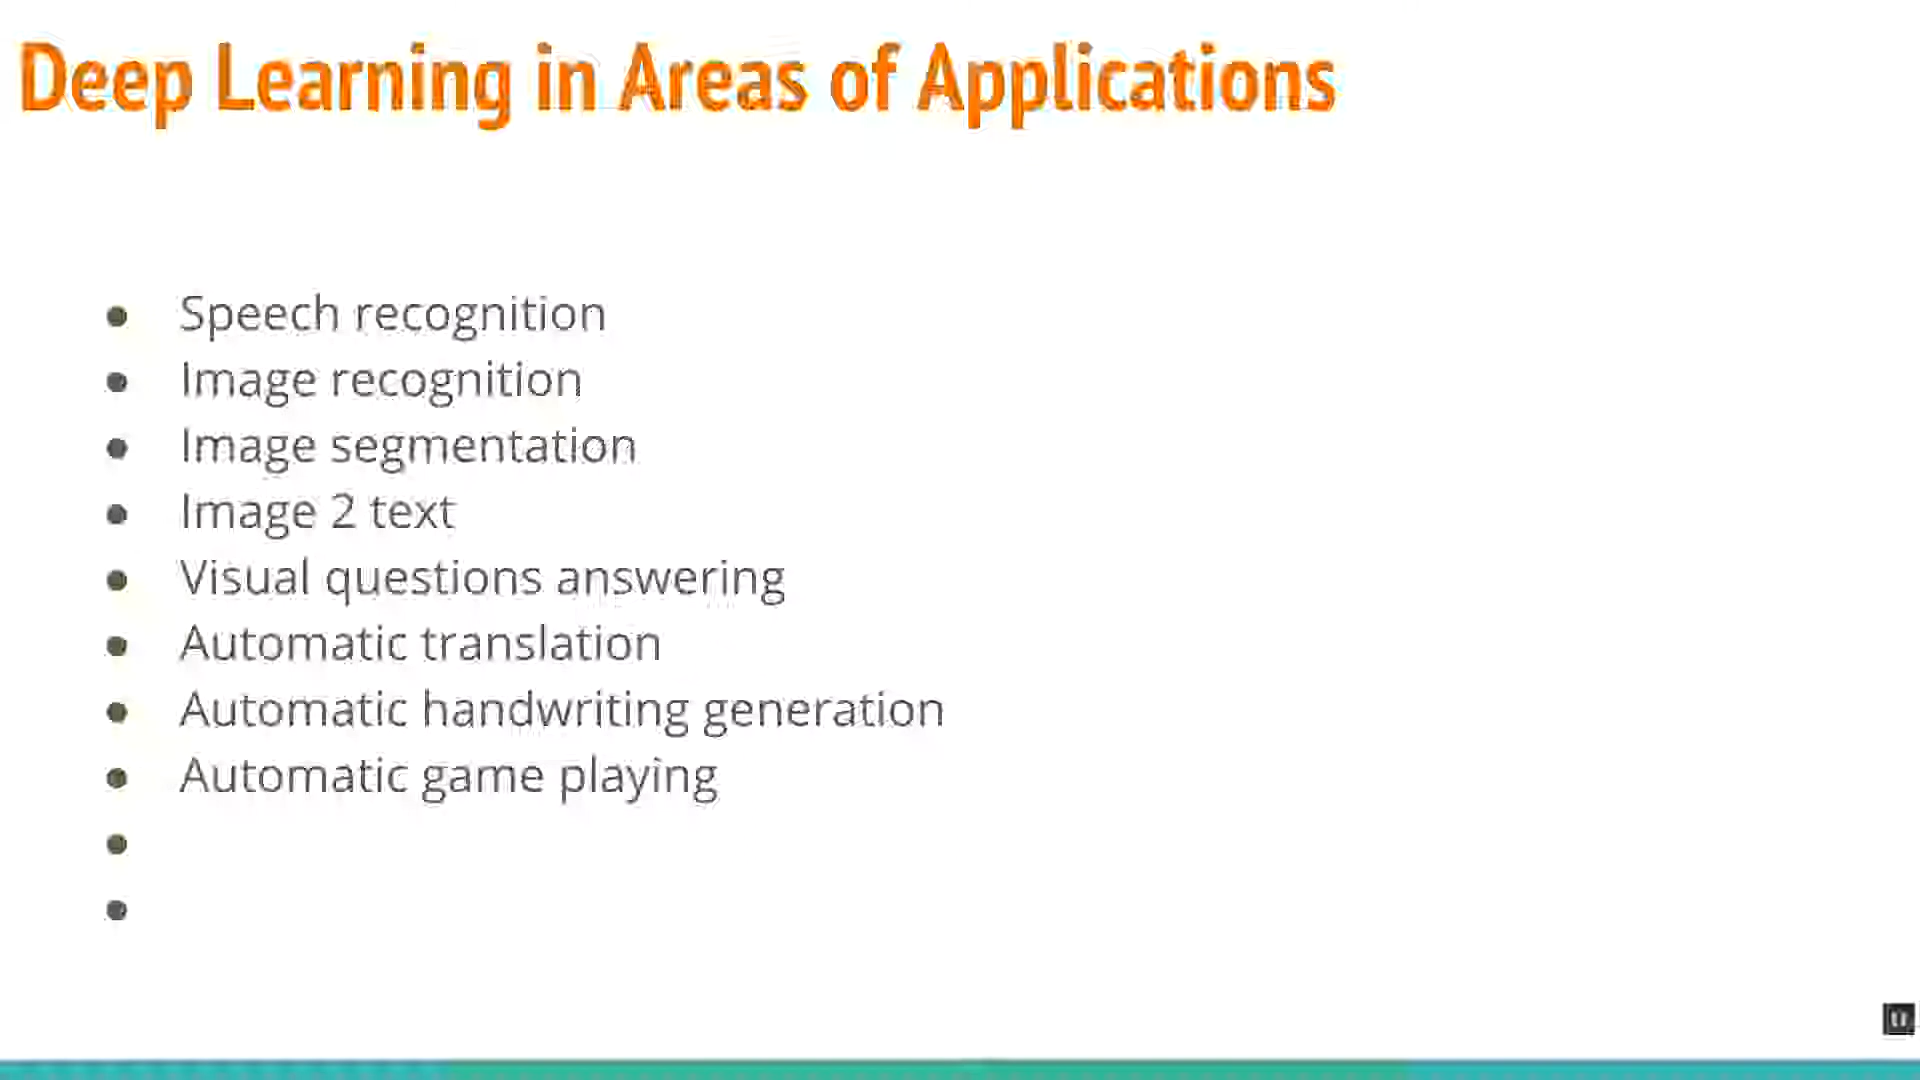 Deep Learning in Areas of Applications
● Speech recognition
● Image recognition
● Image segmentation
● Image 2 text
● Visual questions answering
● Automatic translation
● Automatic handwriting generation
● Automatic game playing
●
●